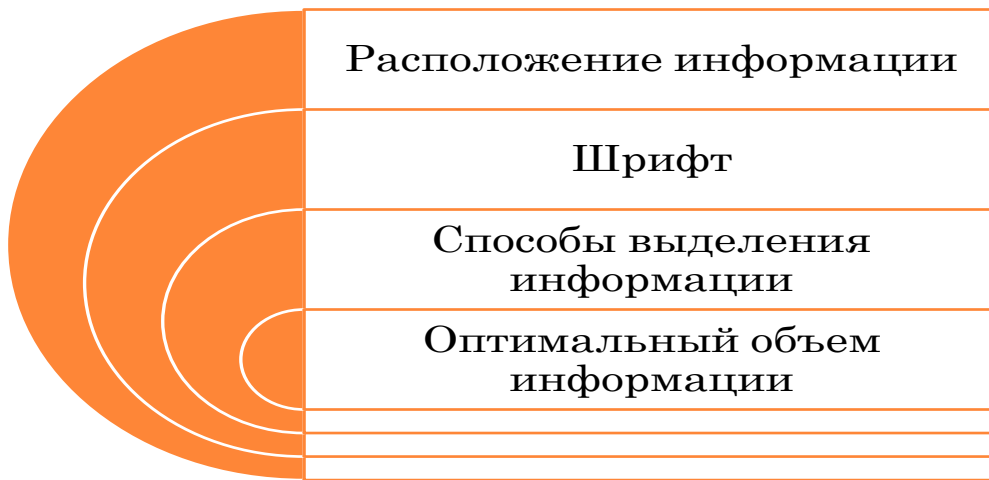 Расположение информации
Шрифт
Способы выделения
информации
Оптимальный объем
информации